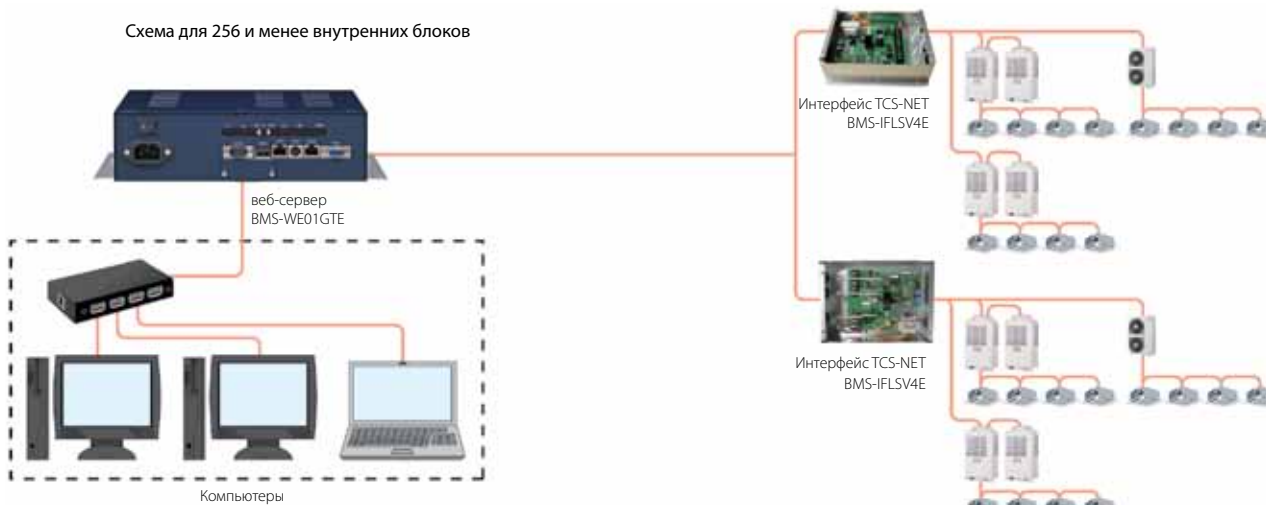 Схема для 256 и менее внутренних блоков
Интерфейс TCS-NET
BMS-IFLSV4E
веб-сервер
BMS-WE01GTE
Интерфейс TCS-NET
BMS-IFLSV4E
Компьютеры